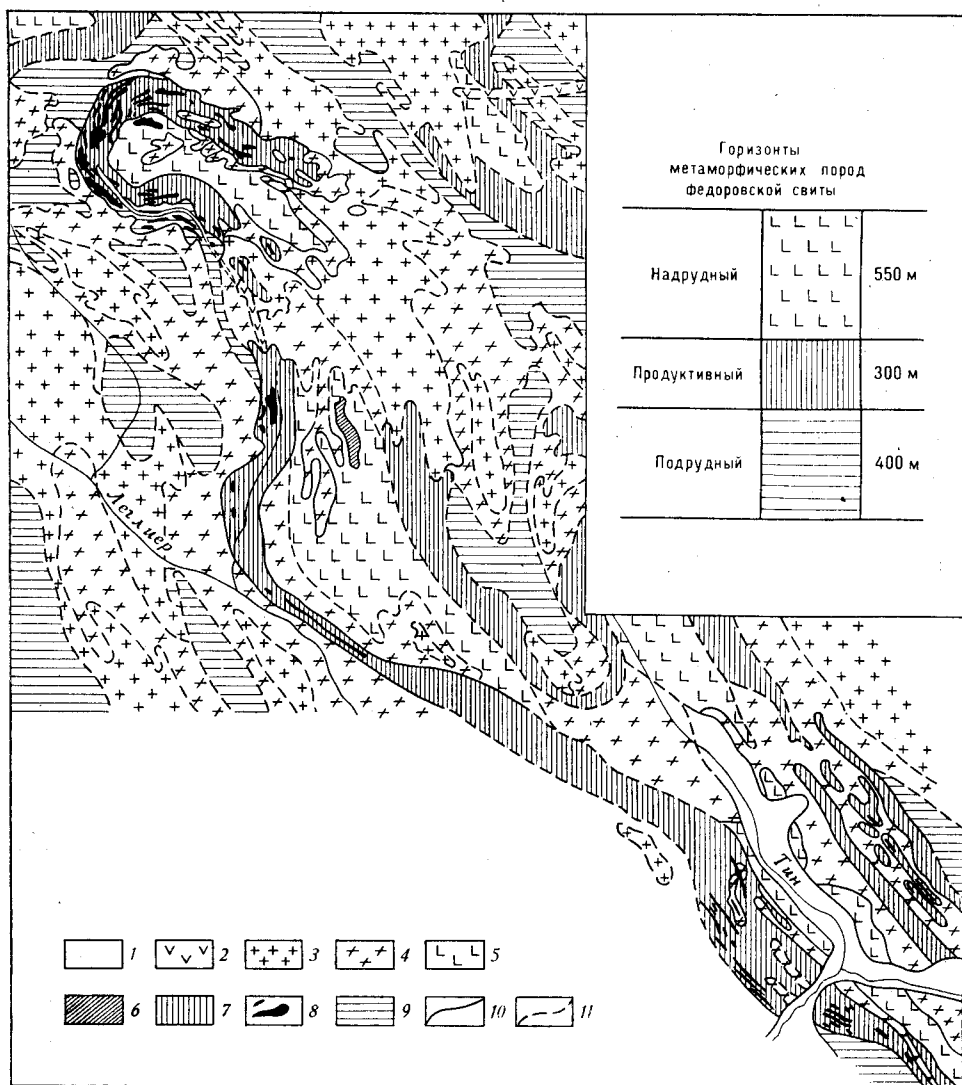 Горизонты
метаморфических пород
федоровской свиты
Надрудный 550 м
Продуктивный 300 м
Подрудный 400 м
Леглиер
Тин
1 2 3 4 5
6 7 8 9 10 11